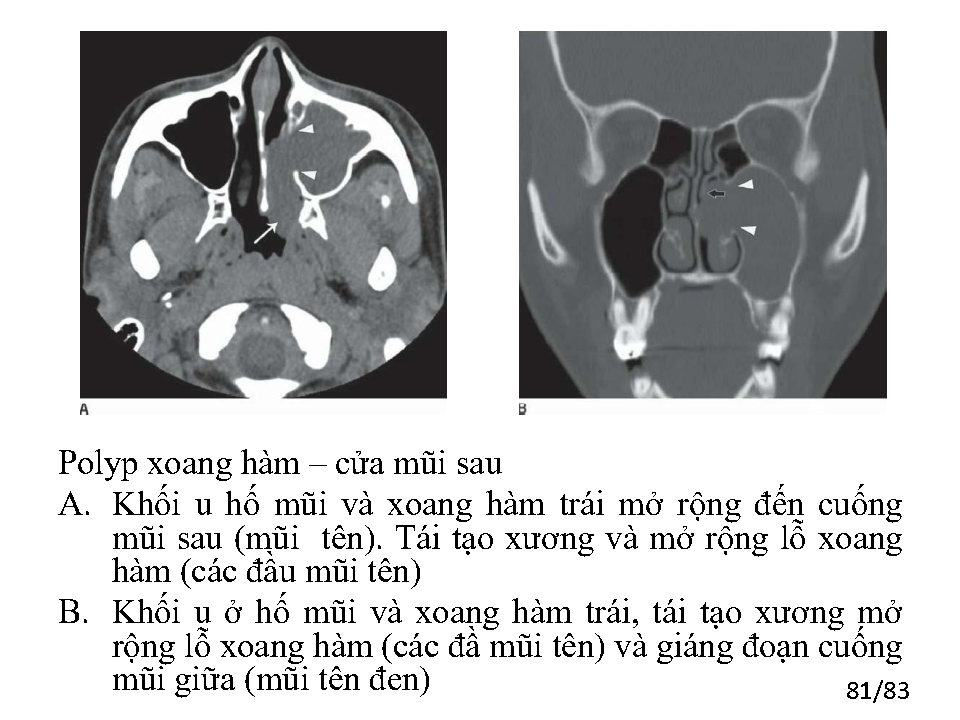 A
B
Polyp xoang hàm – cửa mũi sau
A. Khối u hố mũi và xoang hàm trái mở rộng đến cuống
mũi sau (mũi tên). Tái tạo xương và mở rộng lỗ xoang
hàm (các đầu mũi tên)
B. Khối u ở hố mũi và xoang hàm trái, tái tạo xương mở
rộng lỗ xoang hàm (các đầ mũi tên) và giáng đoạn cuống
mũi giữa (mũi tên đen)
81/83